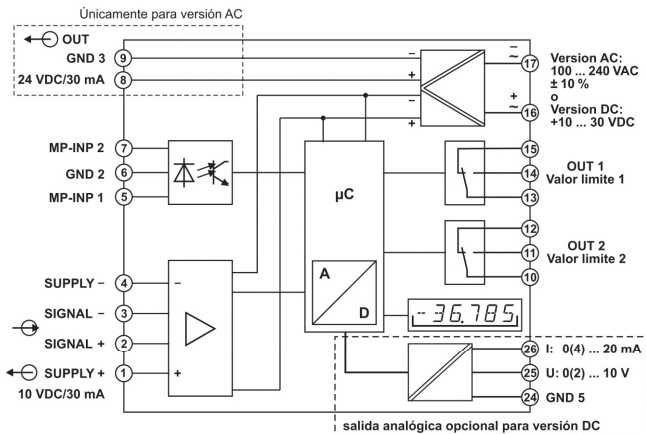 Únicamente para versión AC
OUT
GND 3
9
24 VDC/30 mA
8
MP-INP 2
7
GND 2
6
MP-INP 1
5
SUPPLY −
4
SIGNAL −
3
SIGNAL +
2
SUPPLY +
1
10 VDC/30 mA
−
+
−
+
−
+
µC
A
D
-36.785
−
~
17
+
~
16
Version AC:
100 ... 240 VAC
± 10 %
o
Version DC:
+10 ... 30 VDC
15
14
13
OUT 1
Valor limite 1
12
11
10
OUT 2
Valor limite 2
26
I: 0(4) ... 20 mA
25
U: 0(2) ... 10 V
24
GND 5
salida analógica opcional para versión DC